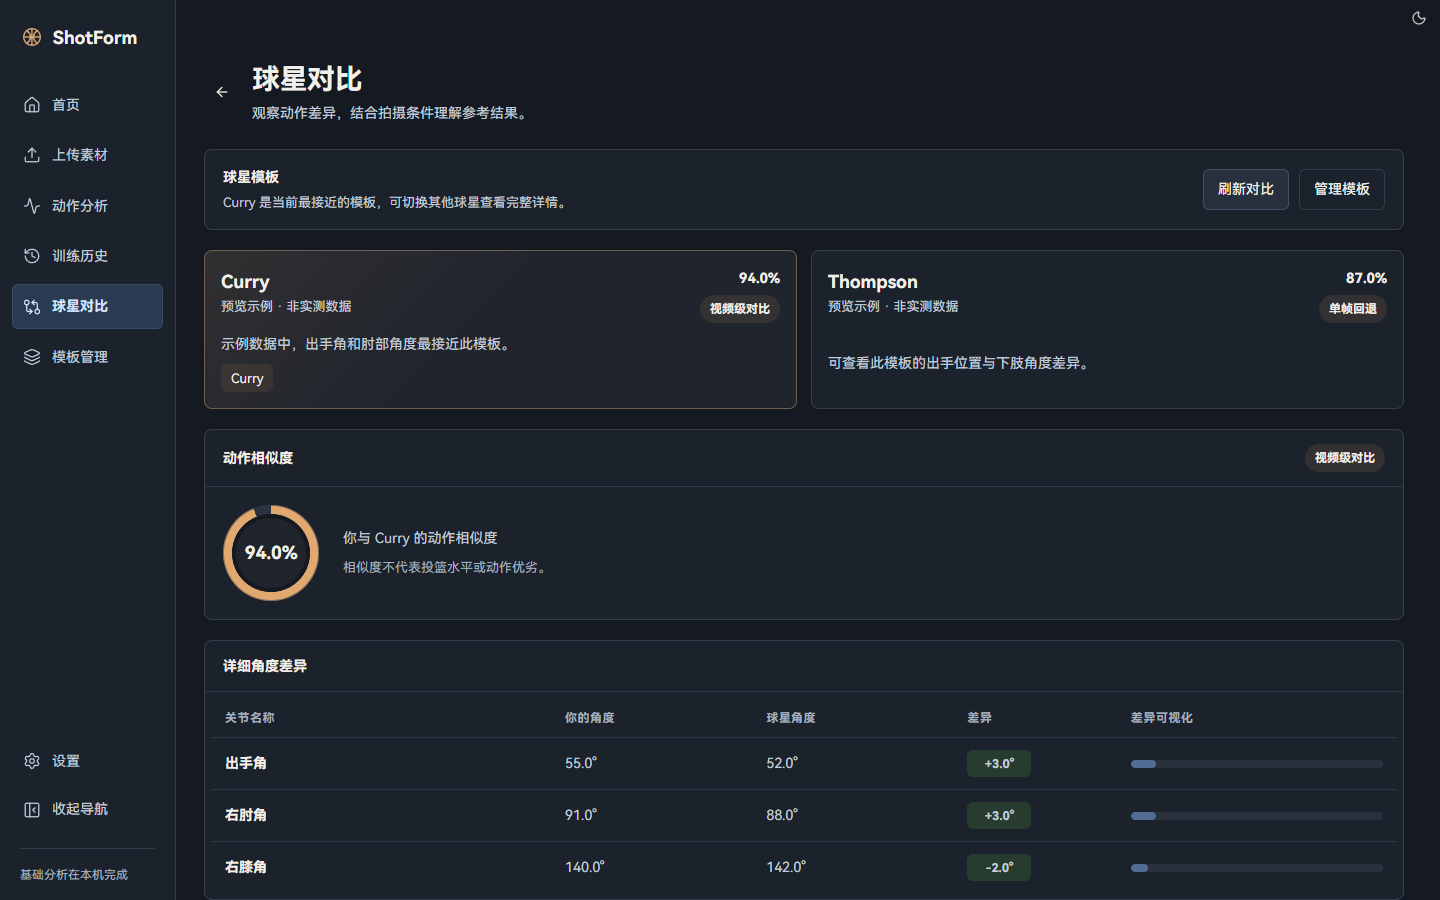 ShotForm
首页
上传素材
动作分析
训练历史
球星对比
模板管理
设置
收起导航
基础分析在本机完成
球星对比
观察动作差异，结合拍摄条件理解参考结果。
球星模板
Curry 是当前最接近的模板，可切换其他球星查看完整详情。
刷新对比
管理模板
Curry
94.0%
预览示例 · 非实测数据
视频级对比
示例数据中，出手角和肘部角度最接近此模板。
Curry
Thompson
87.0%
预览示例 · 非实测数据
单帧回退
可查看此模板的出手位置与下肢角度差异。
动作相似度
视频级对比
94.0%
你与 Curry 的动作相似度
相似度不代表投篮水平或动作优劣。
详细角度差异
关节名称 你的角度 球星角度 差异 差异可视化
出手角 55.0° 52.0° +3.0°
右肘角 91.0° 88.0° +3.0°
右膝角 140.0° 142.0° -2.0°